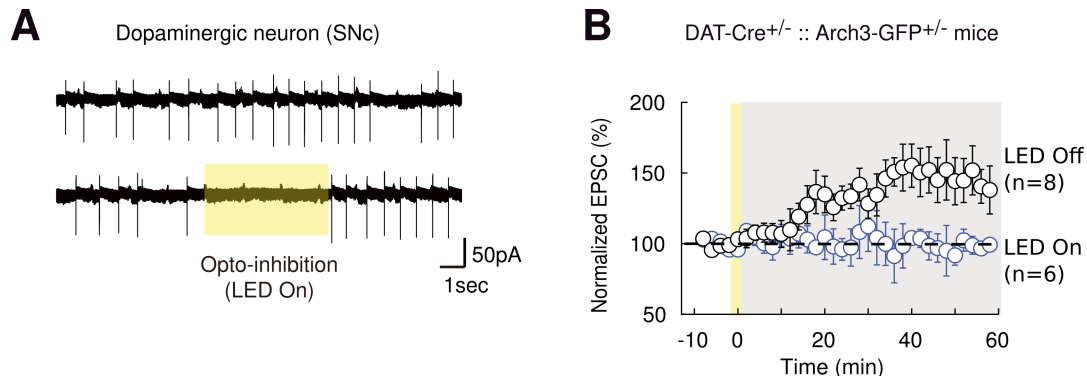 A
Dopaminergic neuron (SNc)
Opto-inhibition
(LED On)
50pA
1sec
B
DAT-Cre+/- :: Arch3-GFP+/- mice
Normalized EPSC (%)
200
150
100
50
-10
0
20
40
60
Time (min)
LED Off
(n=8)
LED On
(n=6)